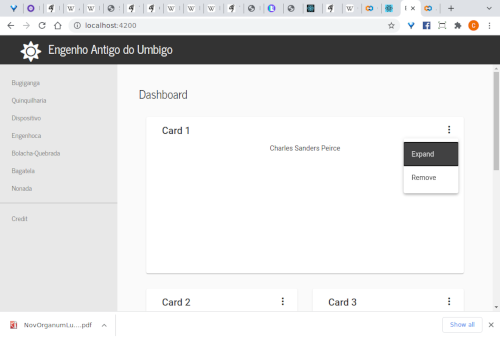 localhost:4200
C
Engenho Antigo do Umbigo
Bugiganga
Quinquilharia
Dispositivo
Engenhoca
Bolacha-Quebrada
Bagatela
Nonada
Credit
Dashboard
Card 1
Charles Sanders Peirce
Expand
Remove
Card 2
Card 3
NovOrganumLu....pdf
Show all